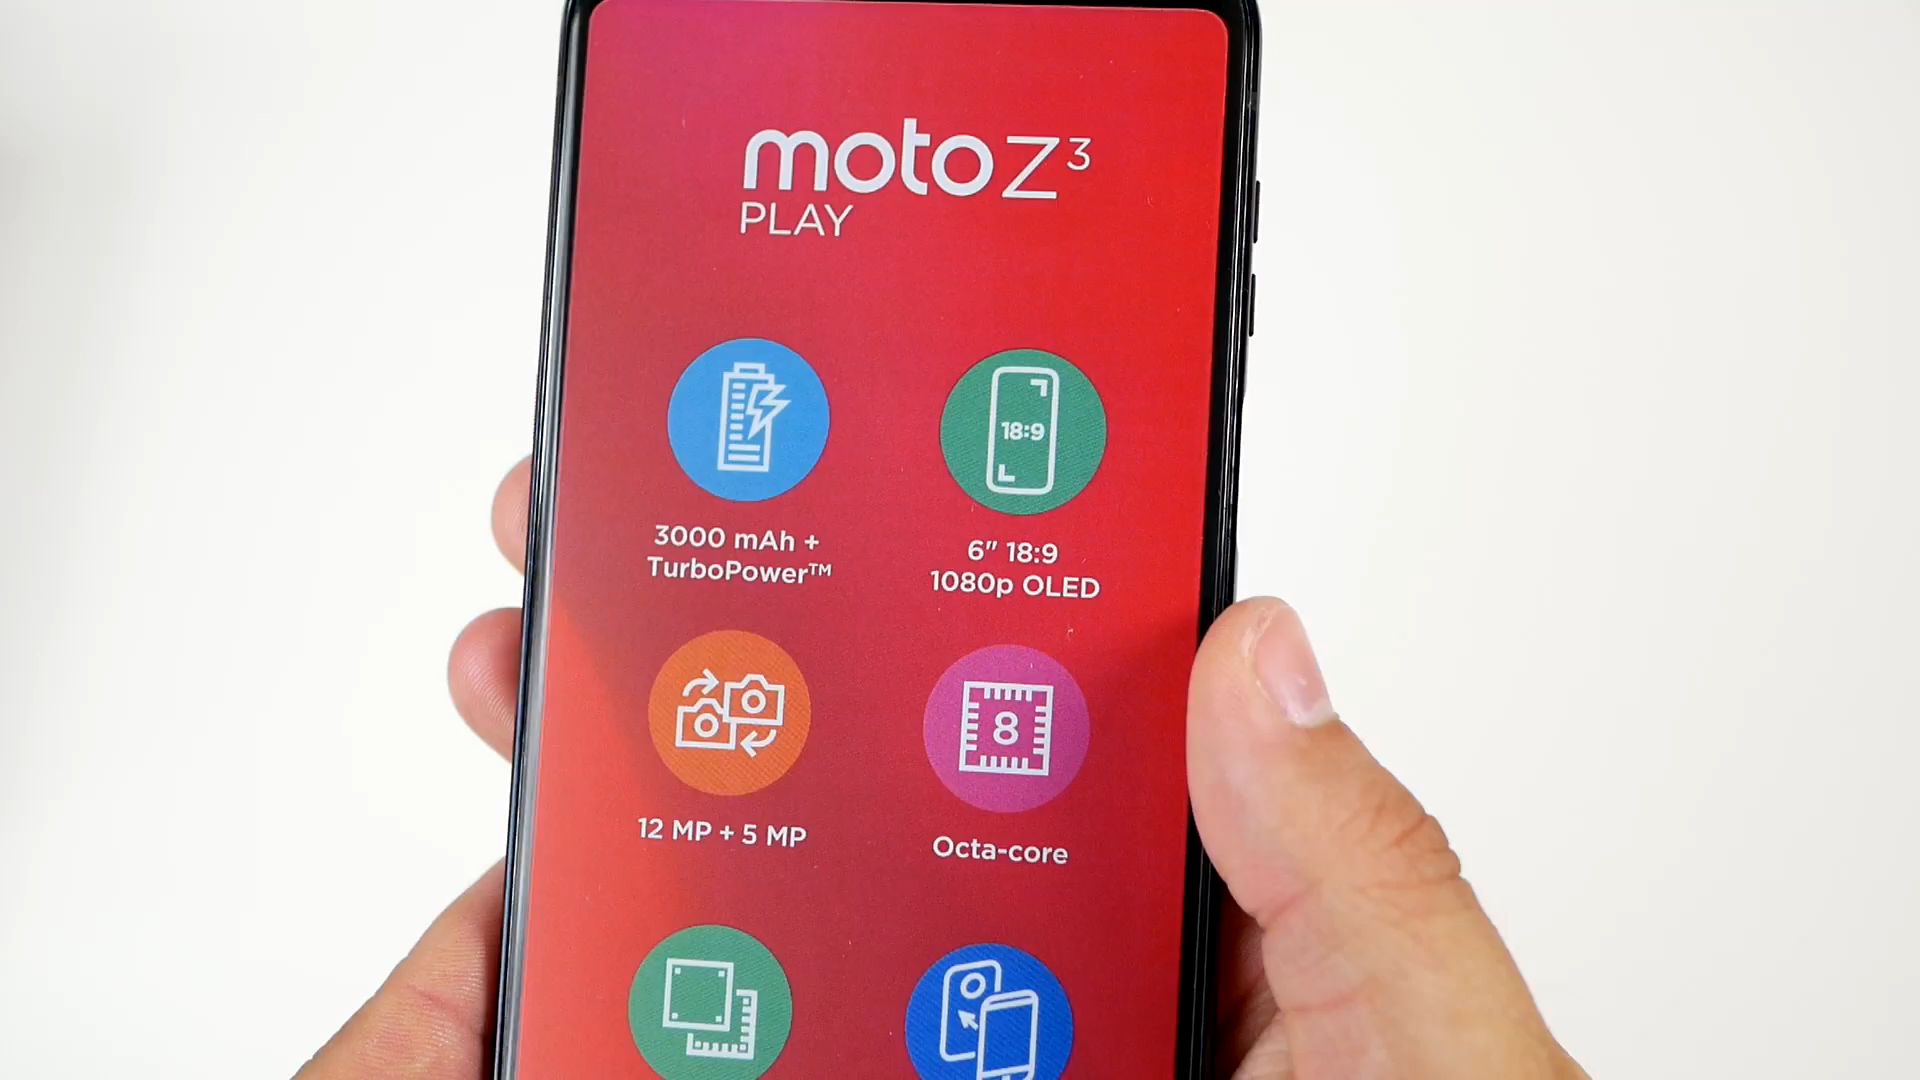 moto Z³
PLAY
18:9
3000 mAh +
TurboPower™
6" 18:9
1080p OLED
8
12 MP + 5 MP
Octa-core